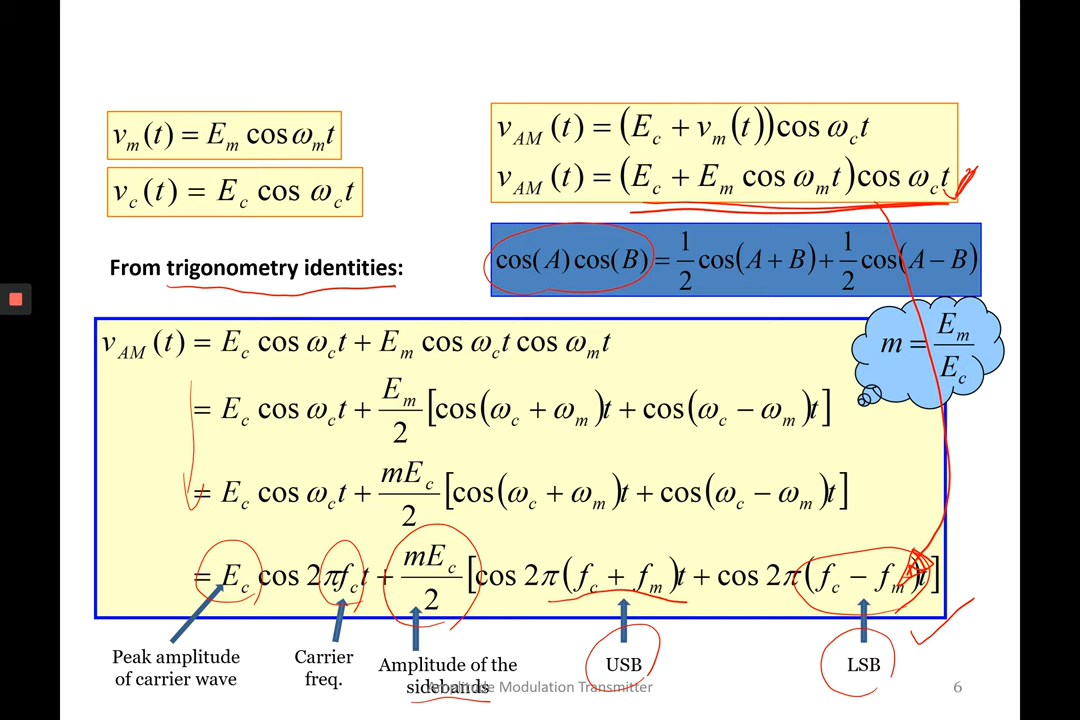 v_m(t) = E_m cos ω_m t
v_c(t) = E_c cos ω_c t
v_AM(t) = (E_c + v_m(t)) cos ω_c t
v_AM(t) = (E_c + E_m cos ω_m t) cos ω_c t
From trigonometry identities:
cos(A) cos(B) = 1/2 cos(A + B) + 1/2 cos(A − B)
m = E_m/E_c
v_AM(t) = E_c cos ω_c t + E_m cos ω_c t cos ω_m t
= E_c cos ω_c t + E_m/2 [cos(ω_c + ω_m)t + cos(ω_c − ω_m)t]
= E_c cos ω_c t + mE_c/2 [cos(ω_c + ω_m)t + cos(ω_c − ω_m)t]
= E_c cos 2πf_c t + mE_c/2 [cos 2π(f_c + f_m)t + cos 2π(f_c − f_m)t]
Peak amplitude
of carrier wave
Carrier
freq.
Amplitude of the
sidebands
USB
LSB
Amplitude Modulation Transmitter
6